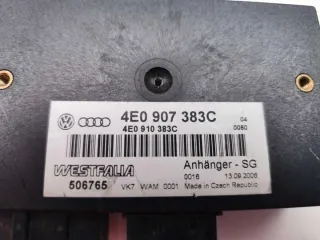 4E0 907 383C 04
4E0 910 383C 0050
WESTFALIA Anhänger - SG
506765 0016 13.09.2006
VK7 WAM 0001 Made in Czech Republic